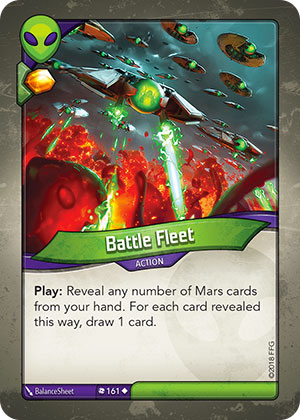 Battle Fleet
ACTION
Play: Reveal any number of Mars cards
from your hand. For each card revealed
this way, draw 1 card.
BalanceSheet
161
©2018 FFG